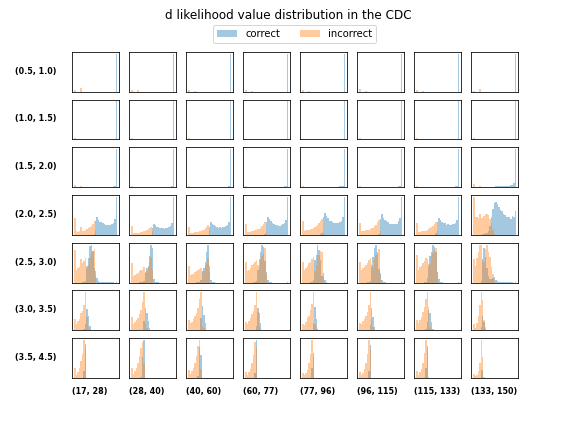 d likelihood value distribution in the CDC
correct incorrect
(0.5, 1.0)
(1.0, 1.5)
(1.5, 2.0)
(2.0, 2.5)
(2.5, 3.0)
(3.0, 3.5)
(3.5, 4.5)
(17, 28) (28, 40) (40, 60) (60, 77) (77, 96) (96, 115) (115, 133) (133, 150)